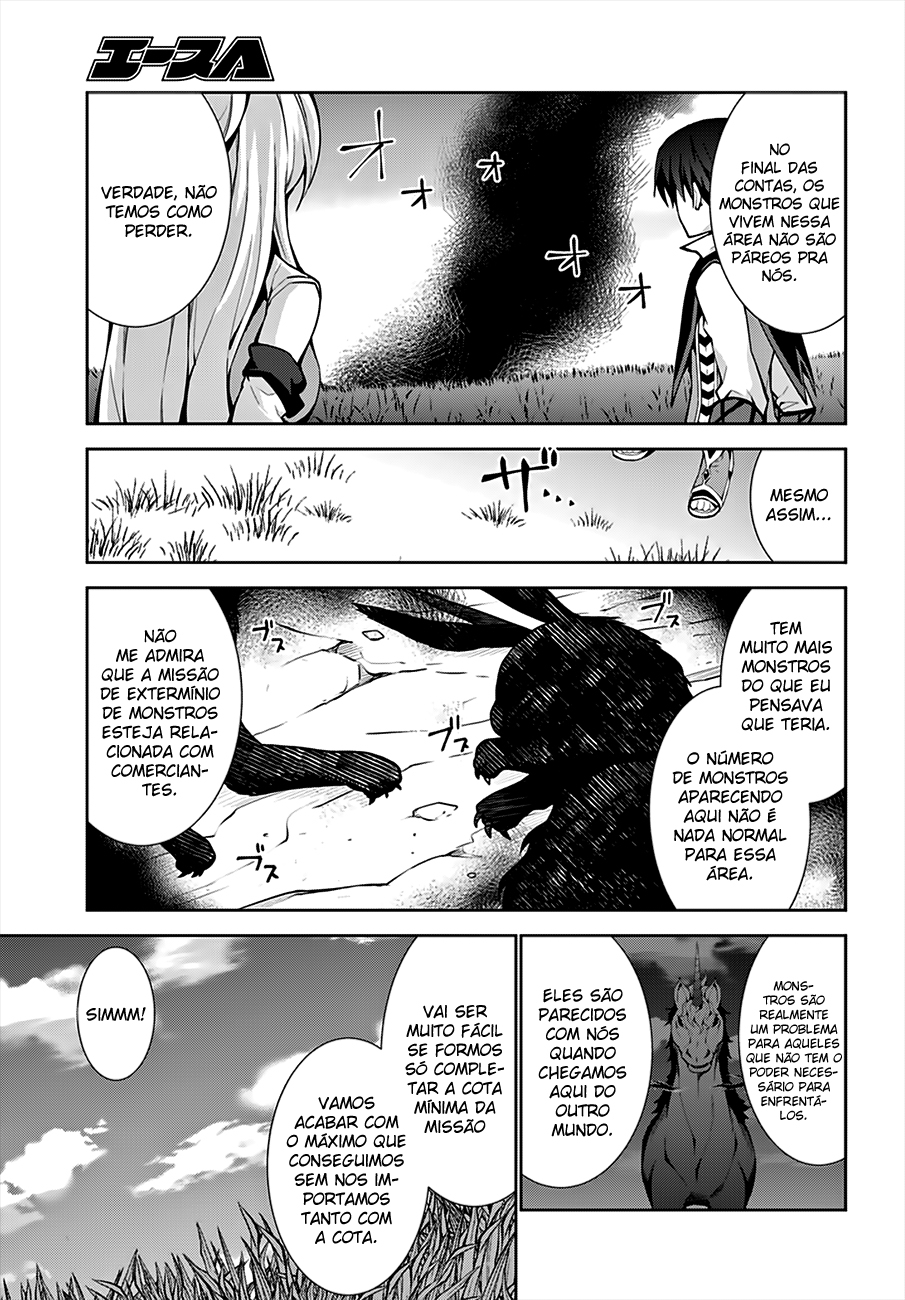 エースA
NO
FINAL DAS
CONTAS, OS
MONSTROS QUE
VIVEM NESSA
ÁREA NÃO SÃO
PÁREOS PRA
NÓS.
VERDADE, NÃO
TEMOS COMO
PERDER.
オ
オ
オ
オ
オ
MESMO
ASSIM...
ザ...
TEM
MUITO MAIS
MONSTROS
DO QUE EU
PENSAVA
QUE TERIA.
O NÚMERO
DE MONSTROS
APARECENDO
AQUI NÃO É
NADA NORMAL
PARA ESSA
ÁREA.
ブズ
ブズ
ブズ
ブズ
NÃO
ME ADMIRA
QUE A MISSÃO
DE EXTERMÍNIO
DE MONSTROS
ESTEJA RELA-
CIONADA COM
COMERCIAN-
TES.
MONS-
TROS SÃO
REALMENTE
UM PROBLEMA
PARA AQUELES
QUE NÃO TEM O
PODER NECES-
SÁRIO PARA
ENFRENTÁ-
LOS.
ELES SÃO
PARECIDOS
COM NÓS
QUANDO
CHEGAMOS
AQUI DO
OUTRO
MUNDO.
VAI SER
MUITO FÁCIL
SE FORMOS
SÓ COMPLE-
TAR A COTA
MÍNIMA DA
MISSÃO
VAMOS
ACABAR COM
O MÁXIMO QUE
CONSEGUIMOS
SEM NOS IM-
PORTAMOS
TANTO COM
A COTA.
SIMMM!